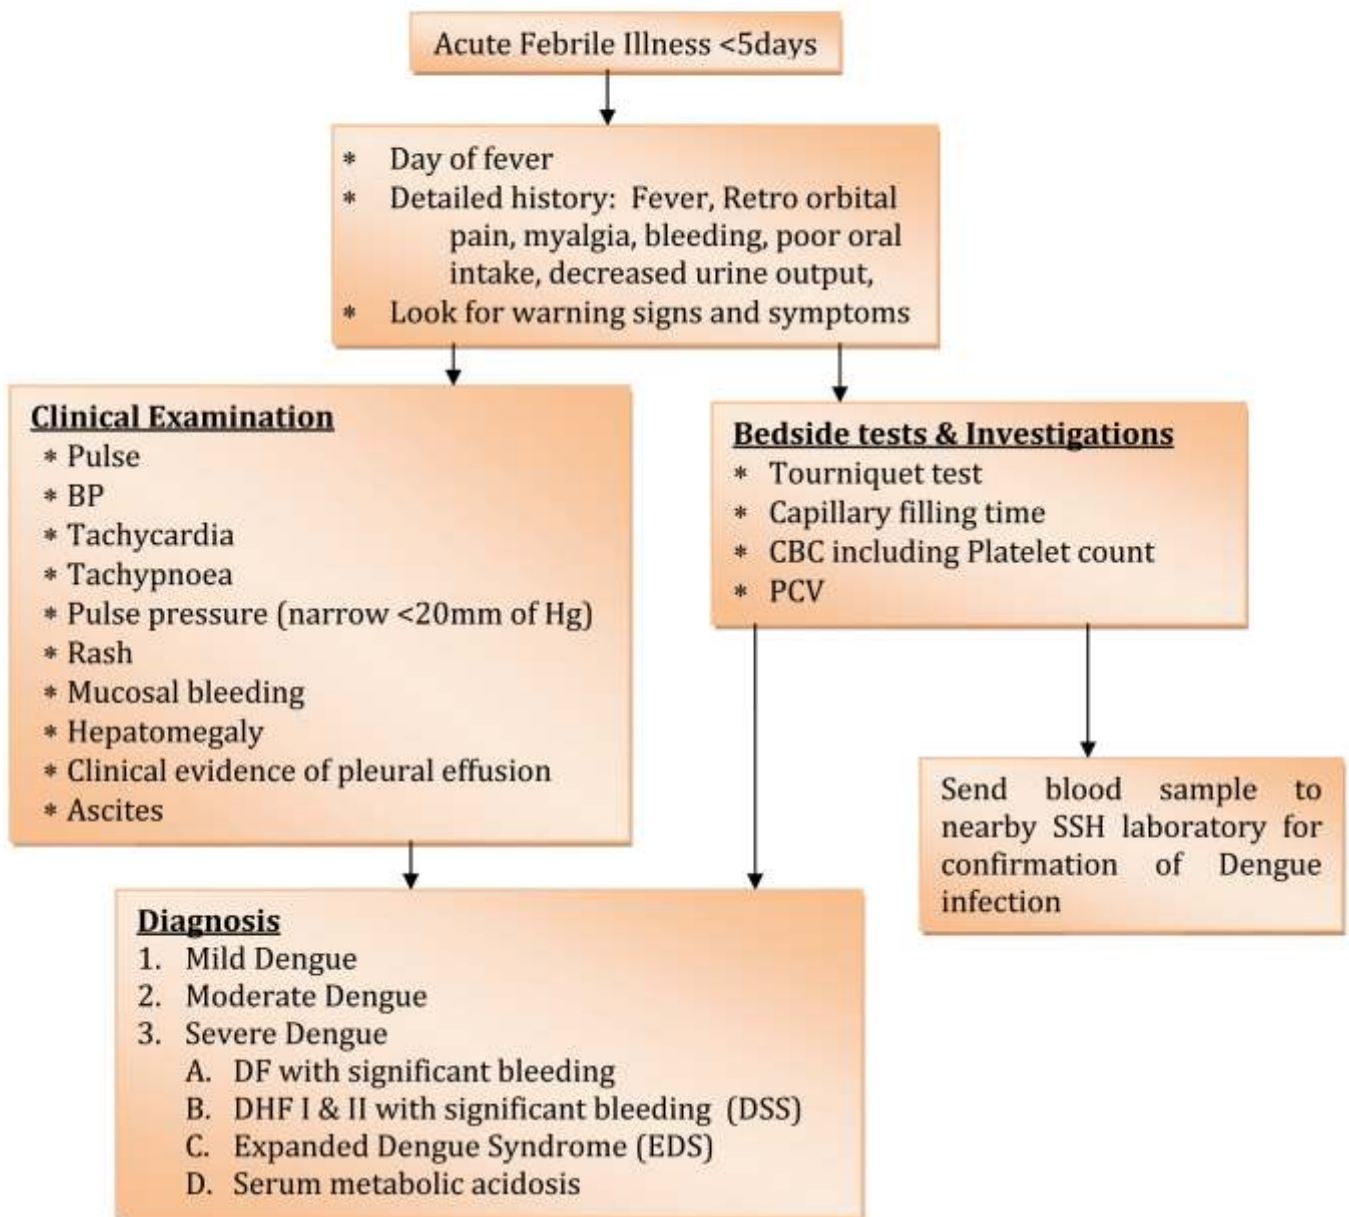 Acute Febrile Illness <5days
* Day of fever
* Detailed history: Fever, Retro orbital
pain, myalgia, bleeding, poor oral
intake, decreased urine output,
* Look for warning signs and symptoms
Clinical Examination
* Pulse
* BP
* Tachycardia
* Tachypnoea
* Pulse pressure (narrow <20mm of Hg)
* Rash
* Mucosal bleeding
* Hepatomegaly
* Clinical evidence of pleural effusion
* Ascites
Bedside tests & Investigations
* Tourniquet test
* Capillary filling time
* CBC including Platelet count
* PCV
Send blood sample to
nearby SSH laboratory for
confirmation of Dengue
infection
Diagnosis
1. Mild Dengue
2. Moderate Dengue
3. Severe Dengue
A. DF with significant bleeding
B. DHF I & II with significant bleeding (DSS)
C. Expanded Dengue Syndrome (EDS)
D. Serum metabolic acidosis